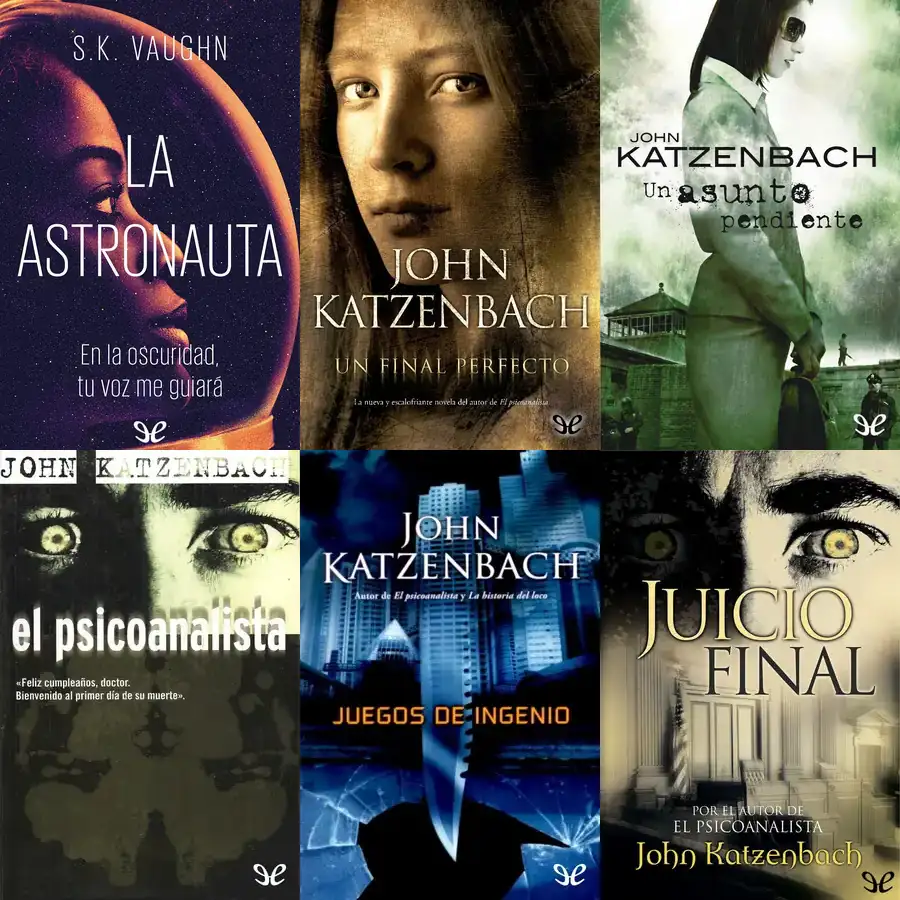 S.K. VAUGHN
LA
ASTRONAUTA
En la oscuridad,
tu voz me guiará
JOHN
KATZENBACH
UN FINAL PERFECTO
La nueva y escalofriante novela del autor de El psicoanalista
JOHN
KATZENBACH
Un asunto
pendiente
JOHN KATZENBACH
el psicoanalista
«Feliz cumpleaños, doctor.
Bienvenido al primer día de su muerte».
JOHN
KATZENBACH
Autor de El psicoanalista y La historia del loco
JUEGOS DE INGENIO
JUICIO
FINAL
POR EL AUTOR DE
EL PSICOANALISTA
John Katzenbach